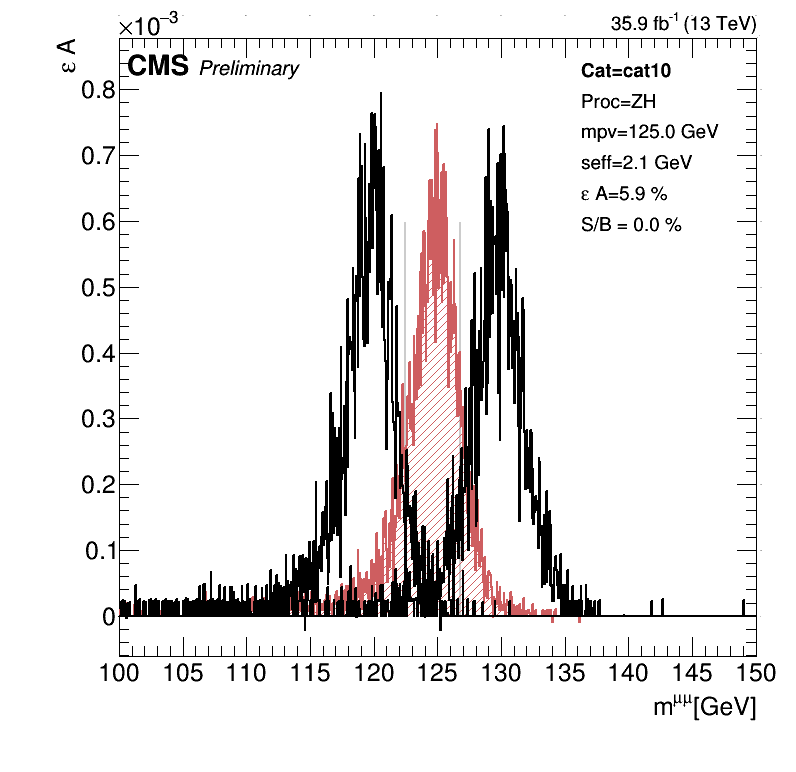 ×10⁻³
35.9 fb⁻¹ (13 TeV)
ε A
CMS Preliminary
Cat=cat10
Proc=ZH
mpv=125.0 GeV
seff=2.1 GeV
ε A=5.9 %
S/B = 0.0 %
0.8
0.7
0.6
0.5
0.4
0.3
0.2
0.1
0
100 105 110 115 120 125 130 135 140 145 150
m^μμ[GeV]